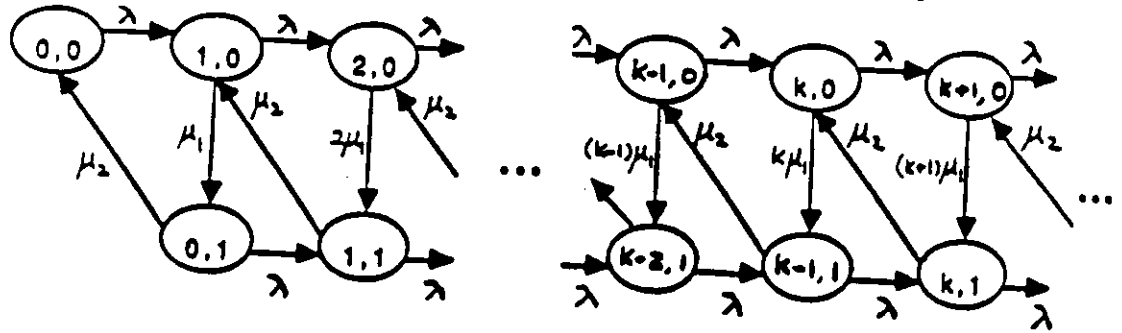 λ λ λ λ λ λ λ
0,0 1,0 2,0 k-1,0 k,0 k+1,0
μ₂ μ₁ μ₂ 2μ₁ μ₂ ... (k-1)μ₁ μ₂ kμ₁ μ₂ (k+1)μ₁ μ₂ ...
0,1 1,1 k-2,1 k-1,1 k,1
λ λ λ λ λ λ